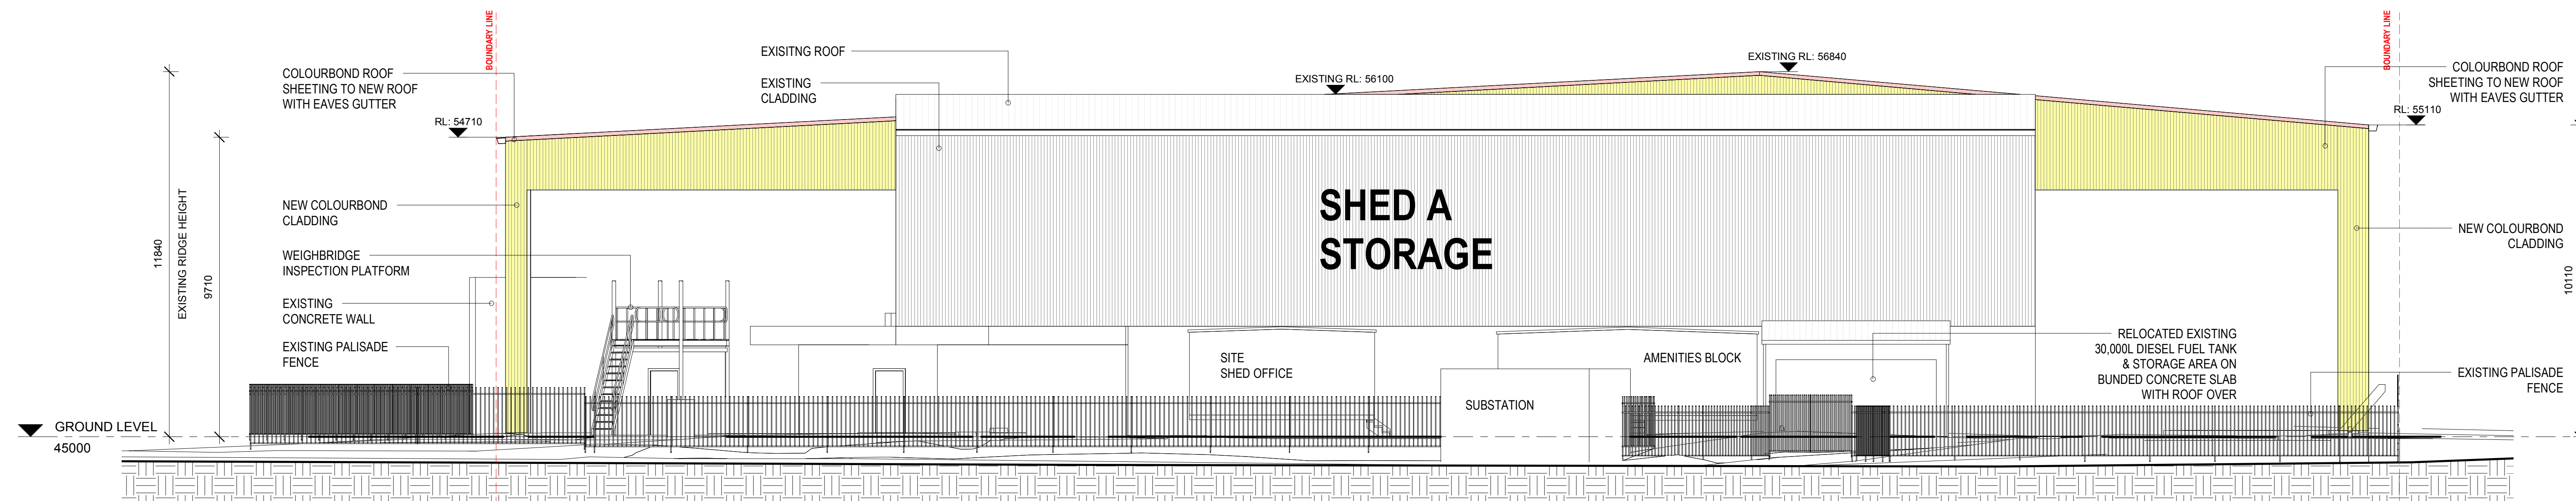 BOUNDARY LINE
COLOURBOND ROOF
SHEETING TO NEW ROOF
WITH EAVES GUTTER
RL: 54710
NEW COLOURBOND
CLADDING
WEIGHBRIDGE
INSPECTION PLATFORM
EXISTING
CONCRETE WALL
EXISTING PALISADE
FENCE
11840
EXISTING RIDGE HEIGHT
9710
GROUND LEVEL
45000
EXISITNG ROOF
EXISTING
CLADDING
EXISTING RL: 56100
EXISTING RL: 56840
SHED A
STORAGE
SITE
SHED OFFICE
SUBSTATION
AMENITIES BLOCK
RELOCATED EXISTING
30,000L DIESEL FUEL TANK
& STORAGE AREA ON
BUNDED CONCRETE SLAB
WITH ROOF OVER
BOUNDARY LINE
COLOURBOND ROOF
SHEETING TO NEW ROOF
WITH EAVES GUTTER
RL: 55110
NEW COLOURBOND
CLADDING
10110
EXISTING PALISADE
FENCE